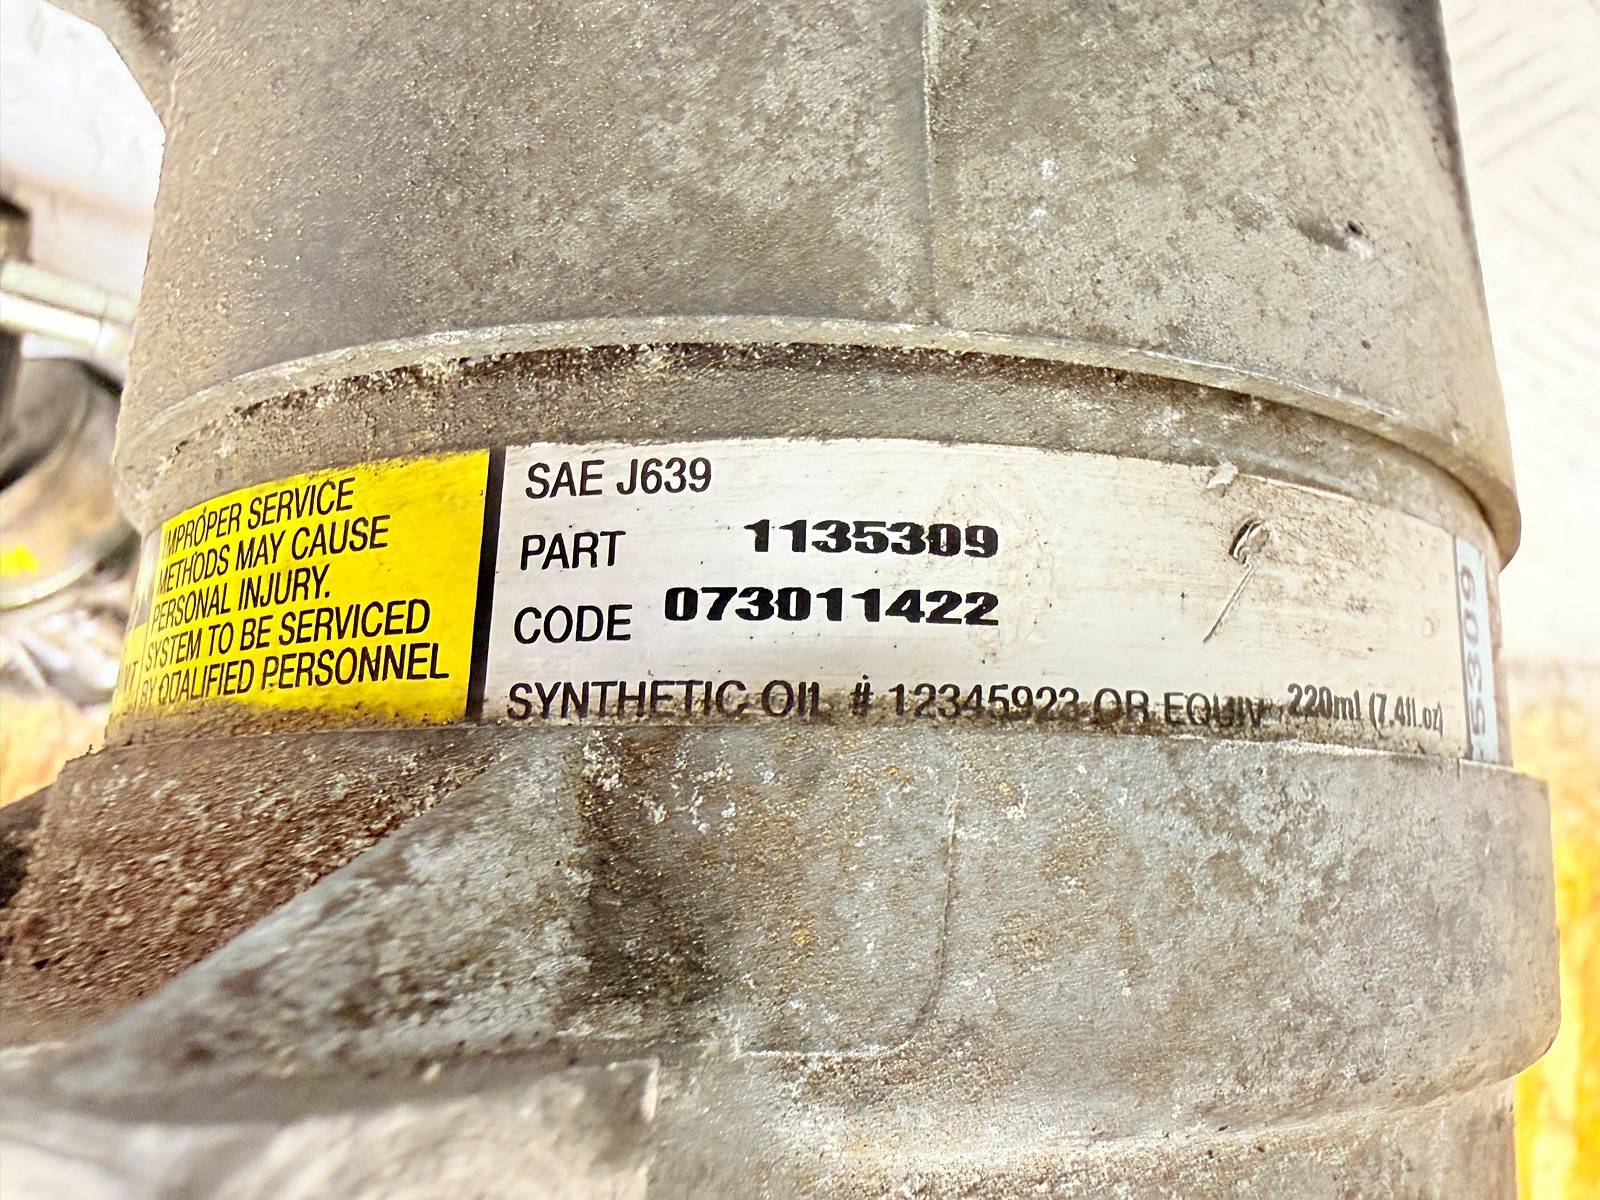 IMPROPER SERVICE
METHODS MAY CAUSE
PERSONAL INJURY.
SYSTEM TO BE SERVICED
BY QUALIFIED PERSONNEL
SAE J639
PART 1135309
CODE 073011422
SYNTHETIC OIL # 12345923 OR EQUIV 220ml (7.4fl.oz)
5309